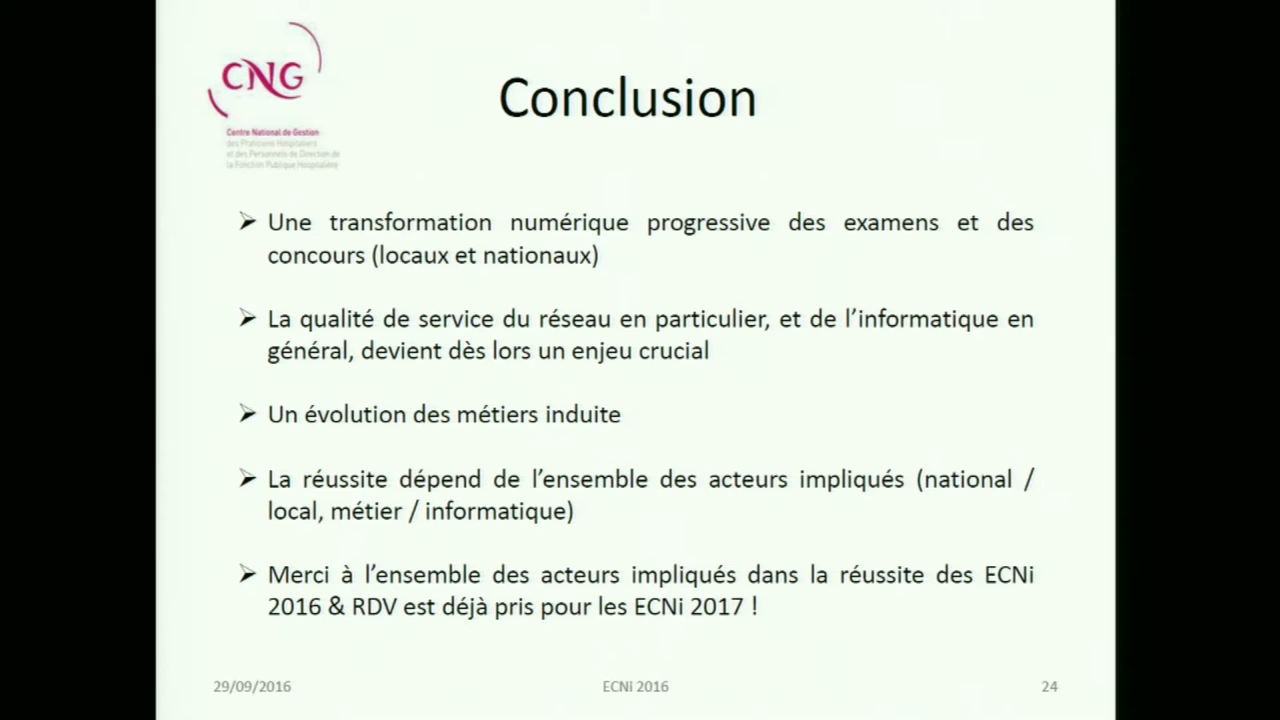 CNG
Centre National de Gestion
des Praticiens Hospitaliers
et des Personnels de Direction de
la Fonction Publique Hospitalière
Conclusion
Une transformation numérique progressive des examens et des
concours (locaux et nationaux)
La qualité de service du réseau en particulier, et de l’informatique en
général, devient dès lors un enjeu crucial
Un évolution des métiers induite
La réussite dépend de l’ensemble des acteurs impliqués (national /
local, métier / informatique)
Merci à l’ensemble des acteurs impliqués dans la réussite des ECNi
2016 & RDV est déjà pris pour les ECNi 2017 !
29/09/2016
ECNi 2016
24